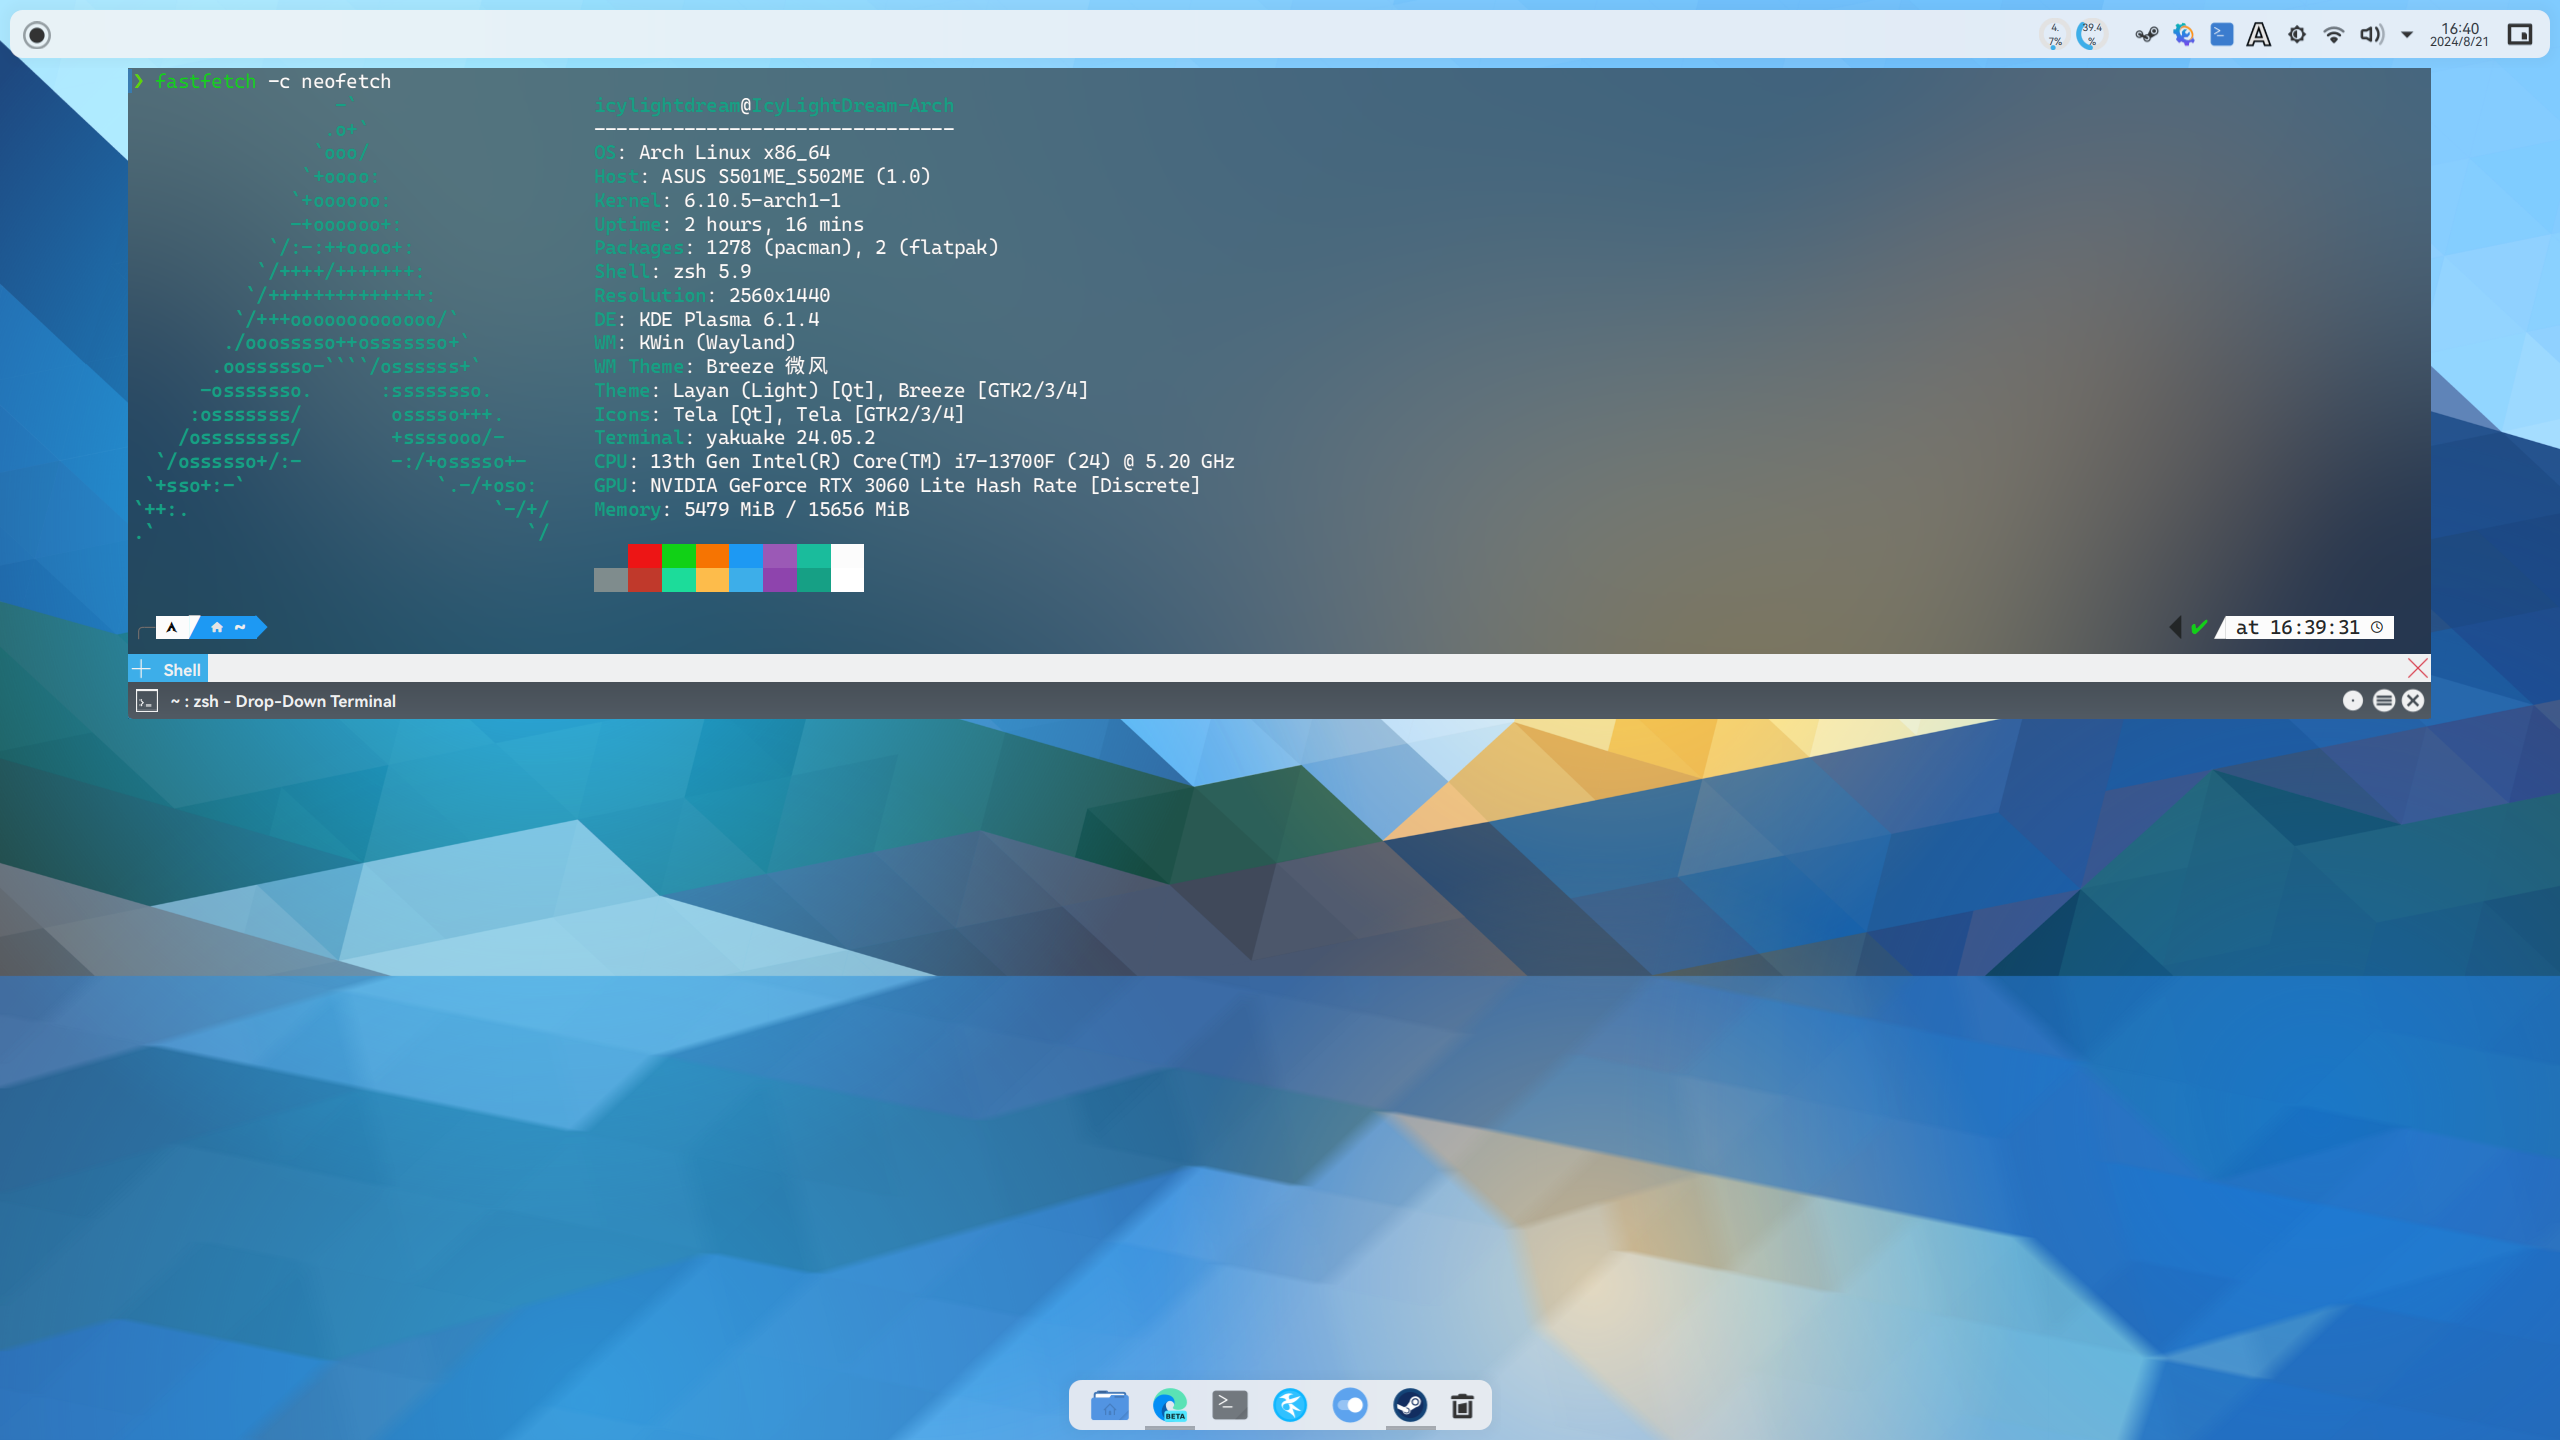 4.
7%
39.4
%
16:40
2024/8/21
❯ fastfetch -c neofetch
                  -`
                 .o+`
                `ooo/
               `+oooo:
              `+oooooo:
              -+oooooo+:
            `/:-:++oooo+:
           `/++++/+++++++:
          `/++++++++++++++:
         `/+++ooooooooooooo/`
        ./ooosssso++osssssso+`
       .oossssso-````/ossssss+`
      -osssssso.      :ssssssso.
     :osssssss/        osssso+++.
    /ossssssss/        +ssssooo/-
  `/ossssso+/:-        -:/+osssso+-
 `+sso+:-`                 `.-/+oso:
`++:.                           `-/+/
.`                                 `/
icylightdream@IcyLightDream-Arch
--------------------------------
OS: Arch Linux x86_64
Host: ASUS S501ME_S502ME (1.0)
Kernel: 6.10.5-arch1-1
Uptime: 2 hours, 16 mins
Packages: 1278 (pacman), 2 (flatpak)
Shell: zsh 5.9
Resolution: 2560x1440
DE: KDE Plasma 6.1.4
WM: KWin (Wayland)
WM Theme: Breeze 微风
Theme: Layan (Light) [Qt], Breeze [GTK2/3/4]
Icons: Tela [Qt], Tela [GTK2/3/4]
Terminal: yakuake 24.05.2
CPU: 13th Gen Intel(R) Core(TM) i7-13700F (24) @ 5.20 GHz
GPU: NVIDIA GeForce RTX 3060 Lite Hash Rate [Discrete]
Memory: 5479 MiB / 15656 MiB
~
✔ at 16:39:31
Shell
~ : zsh - Drop-Down Terminal
BETA